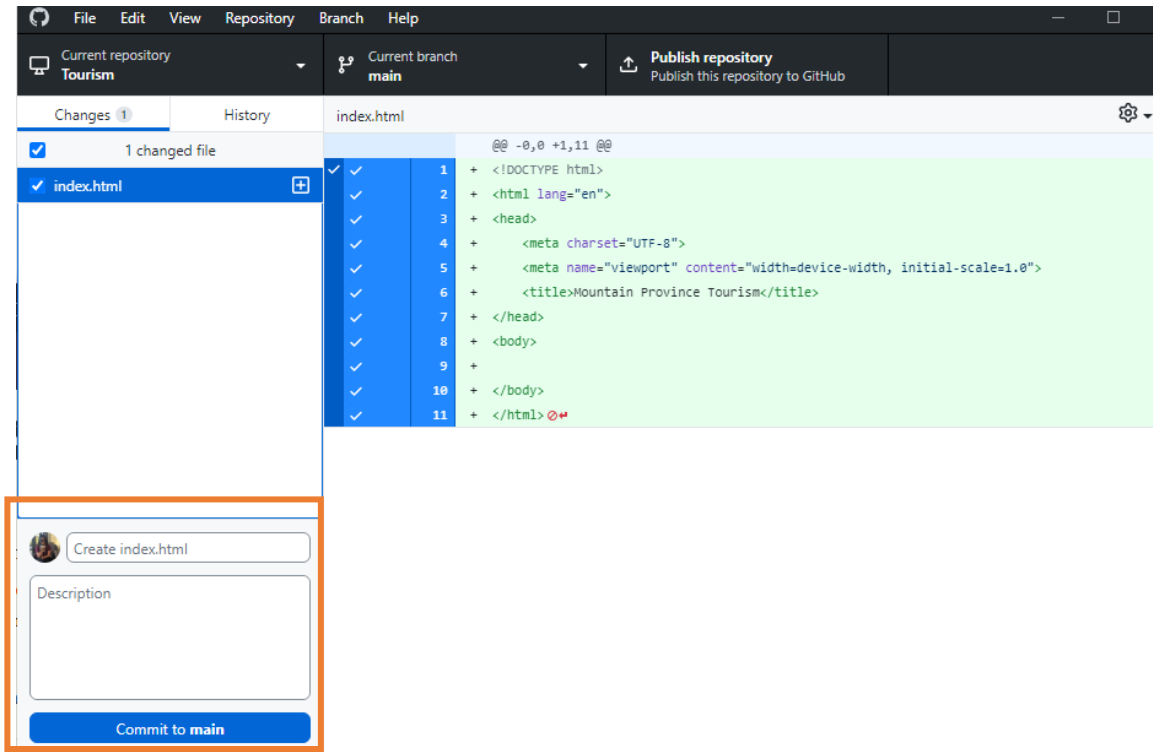 File Edit View Repository Branch Help
Current repository
Tourism
Current branch
main
Publish repository
Publish this repository to GitHub
Changes 1 History
index.html
1 changed file
index.html
@@ -0,0 +1,11 @@
1 + <!DOCTYPE html>
2 + <html lang="en">
3 + <head>
4 +     <meta charset="UTF-8">
5 +     <meta name="viewport" content="width=device-width, initial-scale=1.0">
6 +     <title>Mountain Province Tourism</title>
7 + </head>
8 + <body>
9 +
10 + </body>
11 + </html>
Create index.html
Description
Commit to main